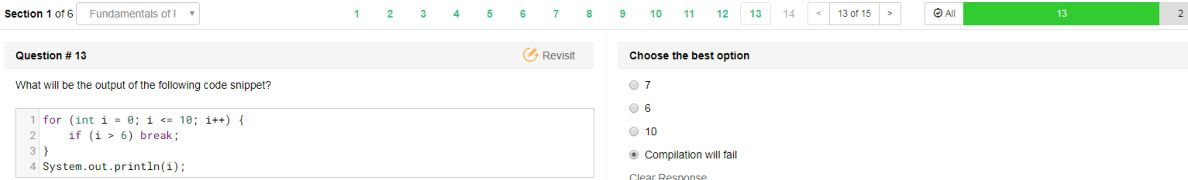 Section 1 of 6 Fundamentals of F 1 2 3 4 5 6 7 8 9 10 11 12 13 14 < 13 of 15 > All 13 2
Question # 13 Revisit
What will be the output of the following code snippet?
1 for (int i = 0; i <= 10; i++) {
2 if (i > 6) break;
3 }
4 System.out.println(i);
Choose the best option
7
6
10
Compilation will fail
Clear Response